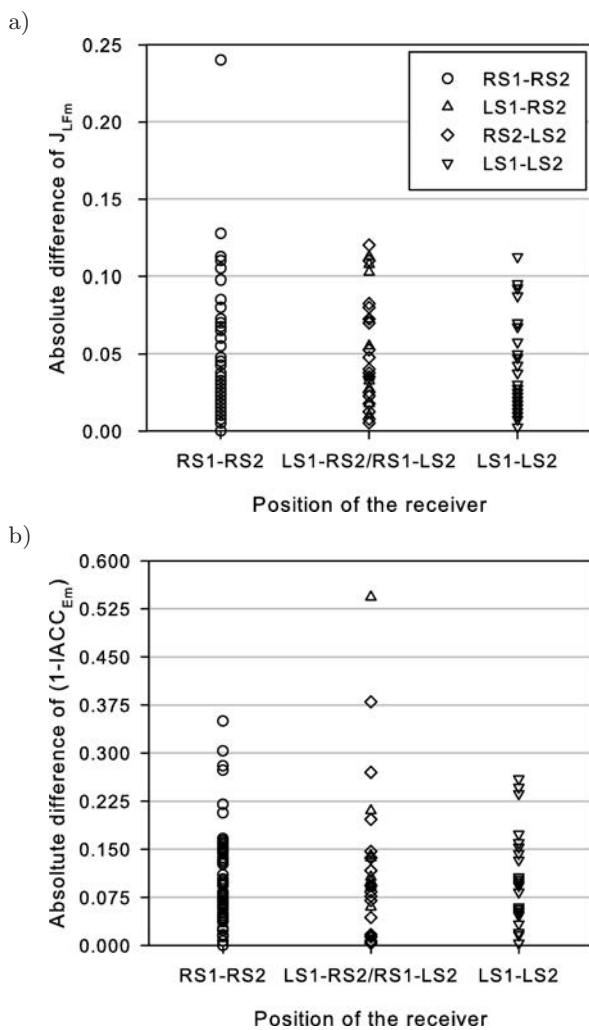 a)
0.25
0.20
0.15
0.10
0.05
0.00
Absolute difference of J_LFm
RS1-RS2
LS1-RS2
RS2-LS2
LS1-LS2
RS1-RS2 LS1-RS2/RS1-LS2 LS1-LS2
Position of the receiver
b)
0.600
0.525
0.450
0.375
0.300
0.225
0.150
0.075
0.000
Absoltute difference of (1-IACC_Em)
RS1-RS2 LS1-RS2/RS1-LS2 LS1-LS2
Position of the receiver